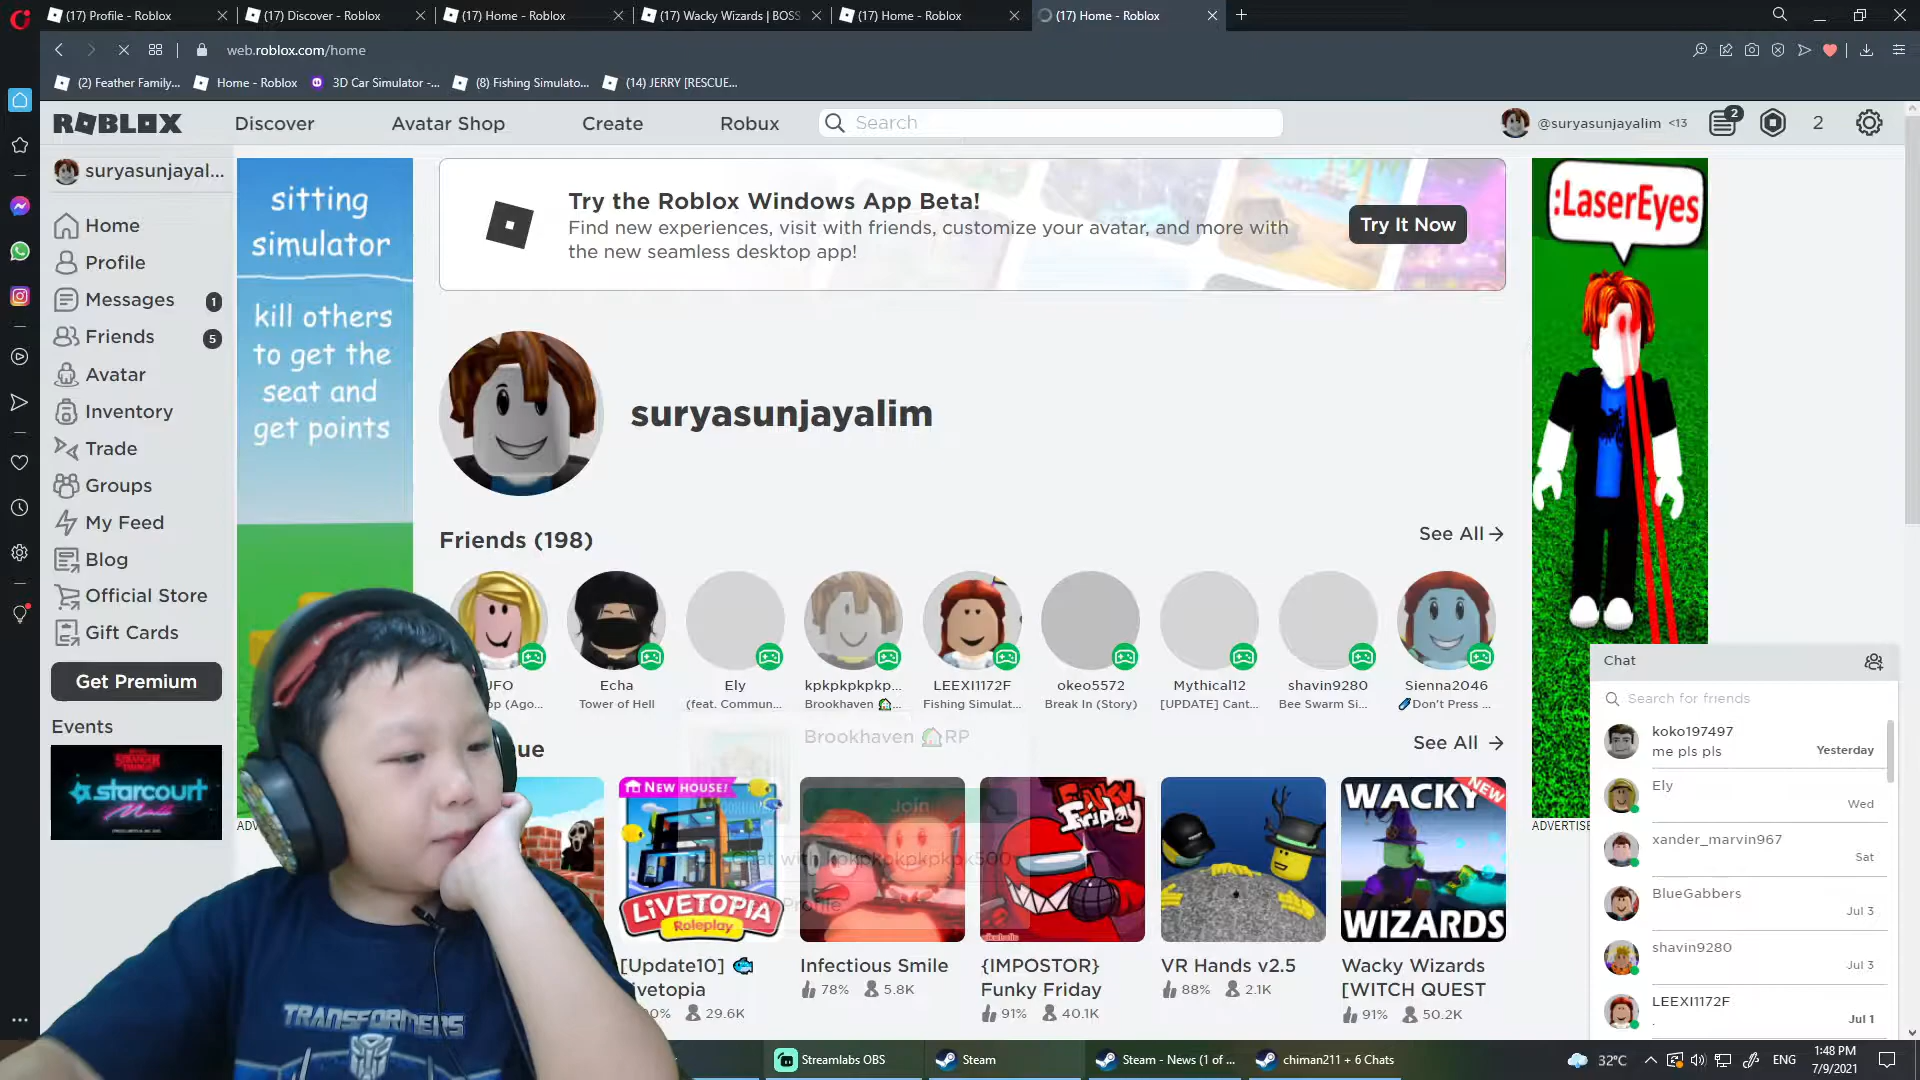 (17) Profile - Roblox
(17) Discover - Roblox
(17) Home - Roblox
(17) Wacky Wizards | BOSS
(17) Home - Roblox
(17) Home - Roblox
web.roblox.com/home
(2) Feather Family...
Home - Roblox
3D Car Simulator -...
(8) Fishing Simulato...
(14) JERRY [RESCUE...
ROBLOX
Discover
Avatar Shop
Create
Robux
Search
@suryasunjayalim <13
2
2
suryasunjayal...
Home
Profile
Messages 1
Friends 5
Avatar
Inventory
Trade
Groups
My Feed
Blog
Official Store
Gift Cards
Get Premium
Events
starcourt
sitting
simulator
kill others
to get the
seat and
get points
Try the Roblox Windows App Beta!
Find new experiences, visit with friends, customize your avatar, and more with
the new seamless desktop app!
Try It Now
:LaserEyes
suryasunjayalim
Friends (198)
See All
Echa
Tower of Hell
Ely
(feat. Commun...
kpkpkpkpkp...
Brookhaven
LEEXI1172F
Fishing Simulat...
okeo5572
Break In (Story)
Mythical12
[UPDATE] Cant...
shavin9280
Bee Swarm Si...
Sienna2046
Don't Press ...
Brookhaven RP
Join
See All
NEW HOUSE!
LiVETOPiA
Roleplay
Funky
Friday
WACKY
NEW
WIZARDS
[Update10]
Infectious Smile
78% 5.8K
{IMPOSTOR}
Funky Friday
91% 40.1K
VR Hands v2.5
88% 2.1K
Wacky Wizards
[WITCH QUEST
91% 50.2K
29.6K
Chat
Search for friends
koko197497
me pls pls
Yesterday
Ely
Wed
xander_marvin967
Sat
BlueGabbers
Jul 3
shavin9280
Jul 3
LEEXI1172F
.
Jul 1
TRANSFORMERS
Streamlabs OBS
Steam
Steam - News (1 of ...
chiman211 + 6 Chats
32°C
ENG
1:48 PM
7/9/2021